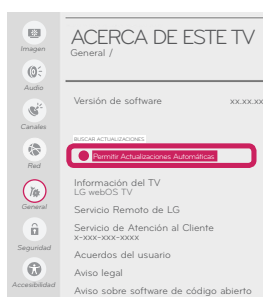 ACERCA DE ESTE TV
General /
Imagen
Audio
Canales
Red
General
Seguridad
Accesibilidad
Versión de software xx.xx.xx
BUSCAR ACTUALIZACIONES
Permitir Actualizaciones Automáticas
Información del TV
LG webOS TV
Servicio Remoto de LG
Servicio de Atención al Cliente
x-xxx-xxx-xxxx
Acuerdos del usuario
Aviso legal
Aviso sobre software de código abierto